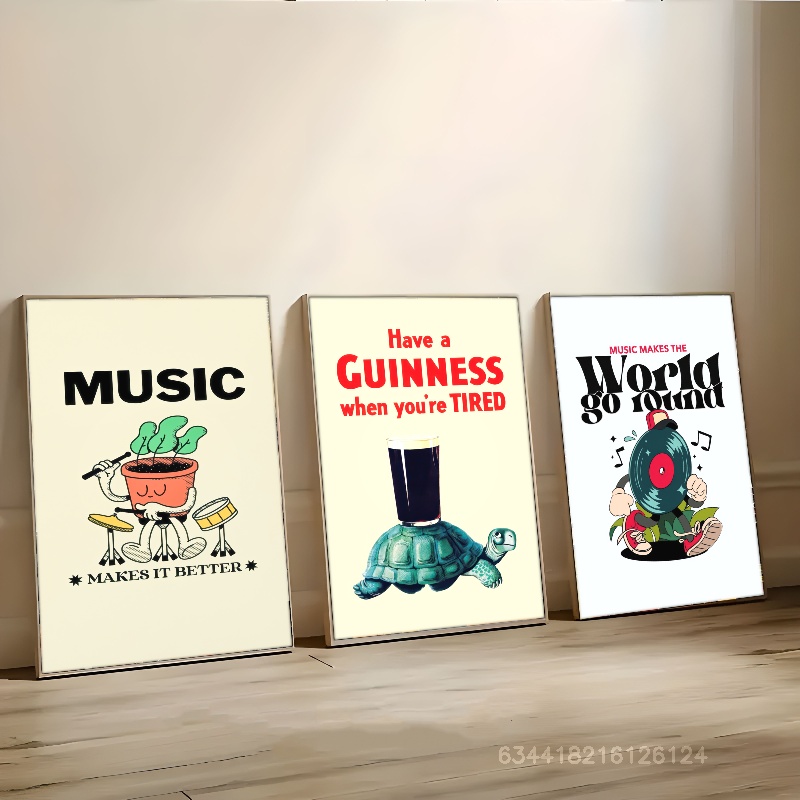 MUSIC
MAKES IT BETTER
Have a
GUINNESS
when you're TIRED
MUSIC MAKES THE
World
go round
634418216126124